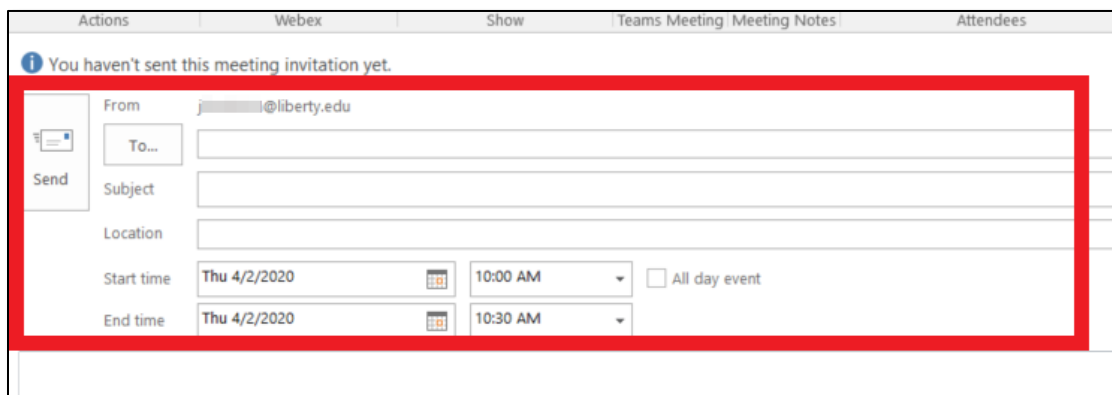 Actions Webex Show Teams Meeting Meeting Notes Attendees
You haven't sent this meeting invitation yet.
From j @liberty.edu
To...
Send
Subject
Location
Start time Thu 4/2/2020 10:00 AM All day event
End time Thu 4/2/2020 10:30 AM